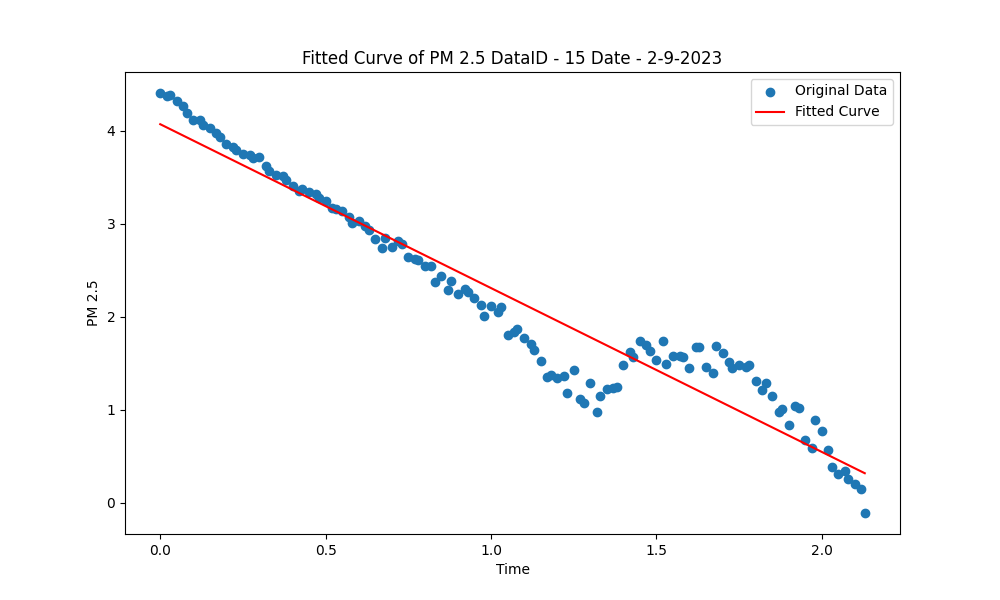 Fitted Curve of PM 2.5 DataID - 15 Date - 2-9-2023
Original Data
Fitted Curve
PM 2.5
4
3
2
1
0
0.0 0.5 1.0 1.5 2.0
Time